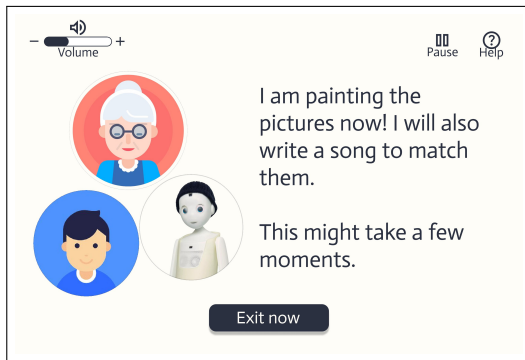 Volume
Pause
Help
I am painting the
pictures now! I will also
write a song to match
them.
This might take a few
moments.
Exit now